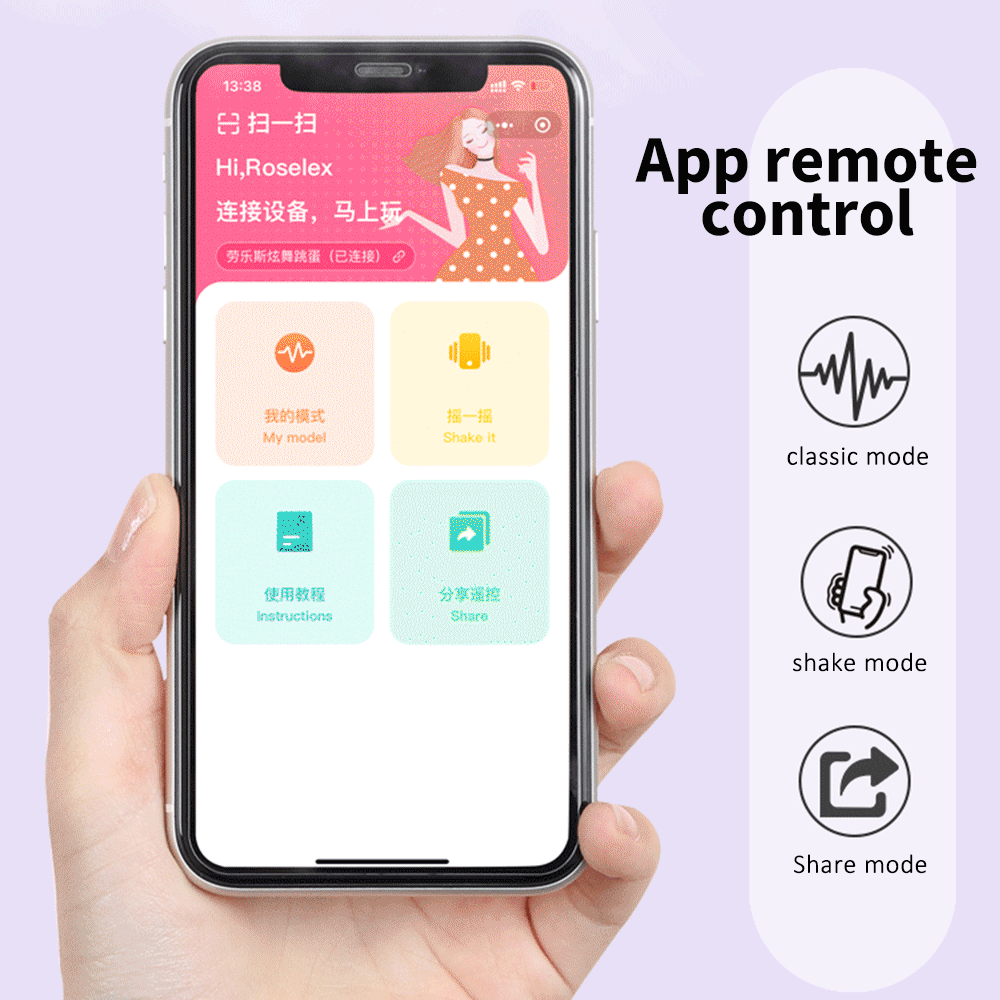 13:38
扫一扫
Hi,Roselex
连接设备，马上玩
劳乐斯炫舞跳蛋（已连接）
我的模式
My model
摇一摇
Shake it
使用教程
Instructions
分享遥控
Share
App remote
control
classic mode
shake mode
Share mode